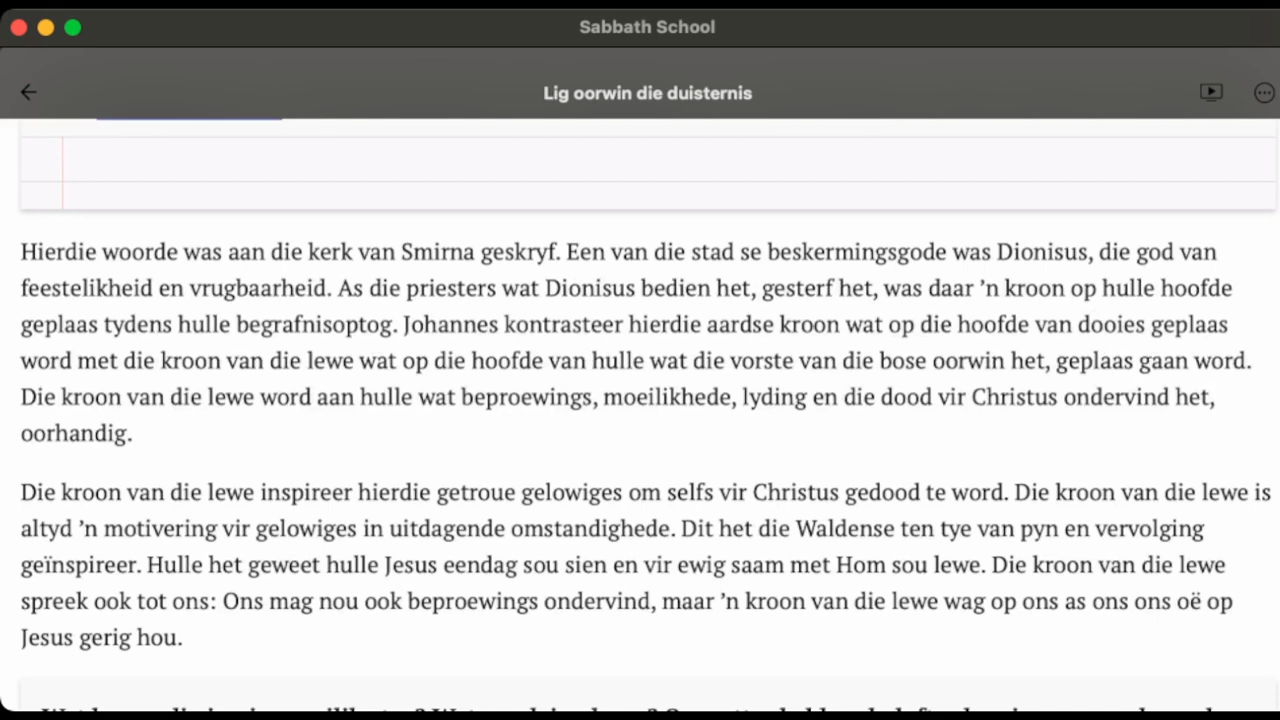 Sabbath School
Lig oorwin die duisternis
Hierdie woorde was aan die kerk van Smirna geskryf. Een van die stad se beskermingsgode was Dionisus, die god van
feestelikheid en vrugbaarheid. As die priesters wat Dionisus bedien het, gesterf het, was daar ’n kroon op hulle hoofde
geplaas tydens hulle begrafnisoptog. Johannes kontrasteer hierdie aardse kroon wat op die hoofde van dooies geplaas
word met die kroon van die lewe wat op die hoofde van hulle wat die vorste van die bose oorwin het, geplaas gaan word.
Die kroon van die lewe word aan hulle wat beproewings, moeilikhede, lyding en die dood vir Christus ondervind het,
oorhandig.
Die kroon van die lewe inspireer hierdie getroue gelowiges om selfs vir Christus gedood te word. Die kroon van die lewe is
altyd ’n motivering vir gelowiges in uitdagende omstandighede. Dit het die Waldense ten tye van pyn en vervolging
geïnspireer. Hulle het geweet hulle Jesus eendag sou sien en vir ewig saam met Hom sou lewe. Die kroon van die lewe
spreek ook tot ons: Ons mag nou ook beproewings ondervind, maar ’n kroon van die lewe wag op ons as ons ons oë op
Jesus gerig hou.